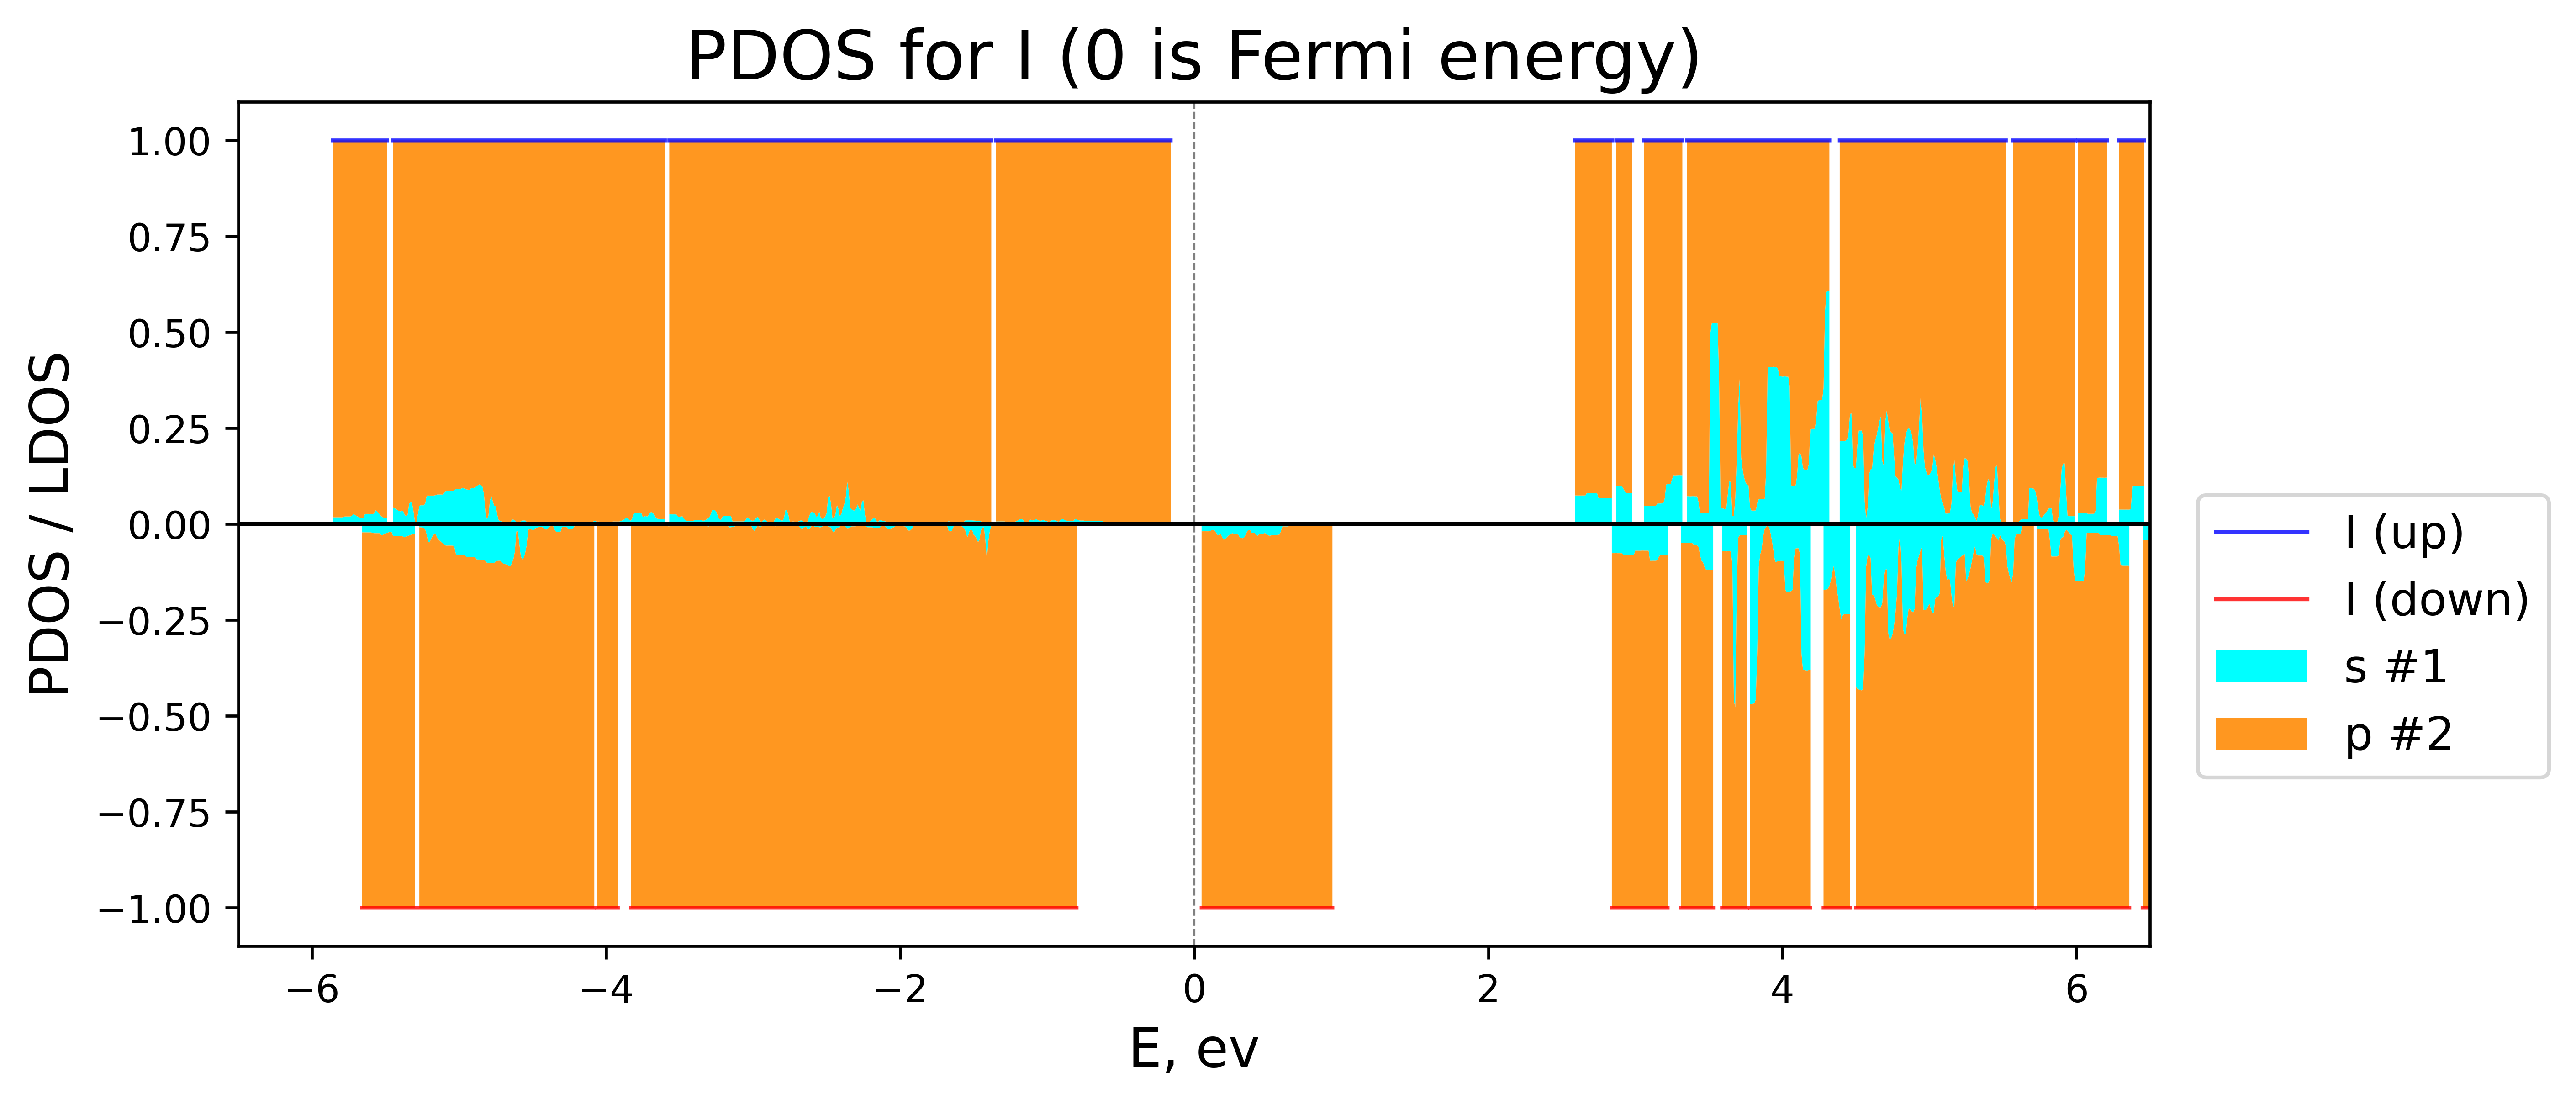 PDOS for I (0 is Fermi energy)
PDOS / LDOS
1.00
0.75
0.50
0.25
0.00
−0.25
−0.50
−0.75
−1.00
−6
−4
−2
0
2
4
6
E, ev
I (up)
I (down)
s #1
p #2